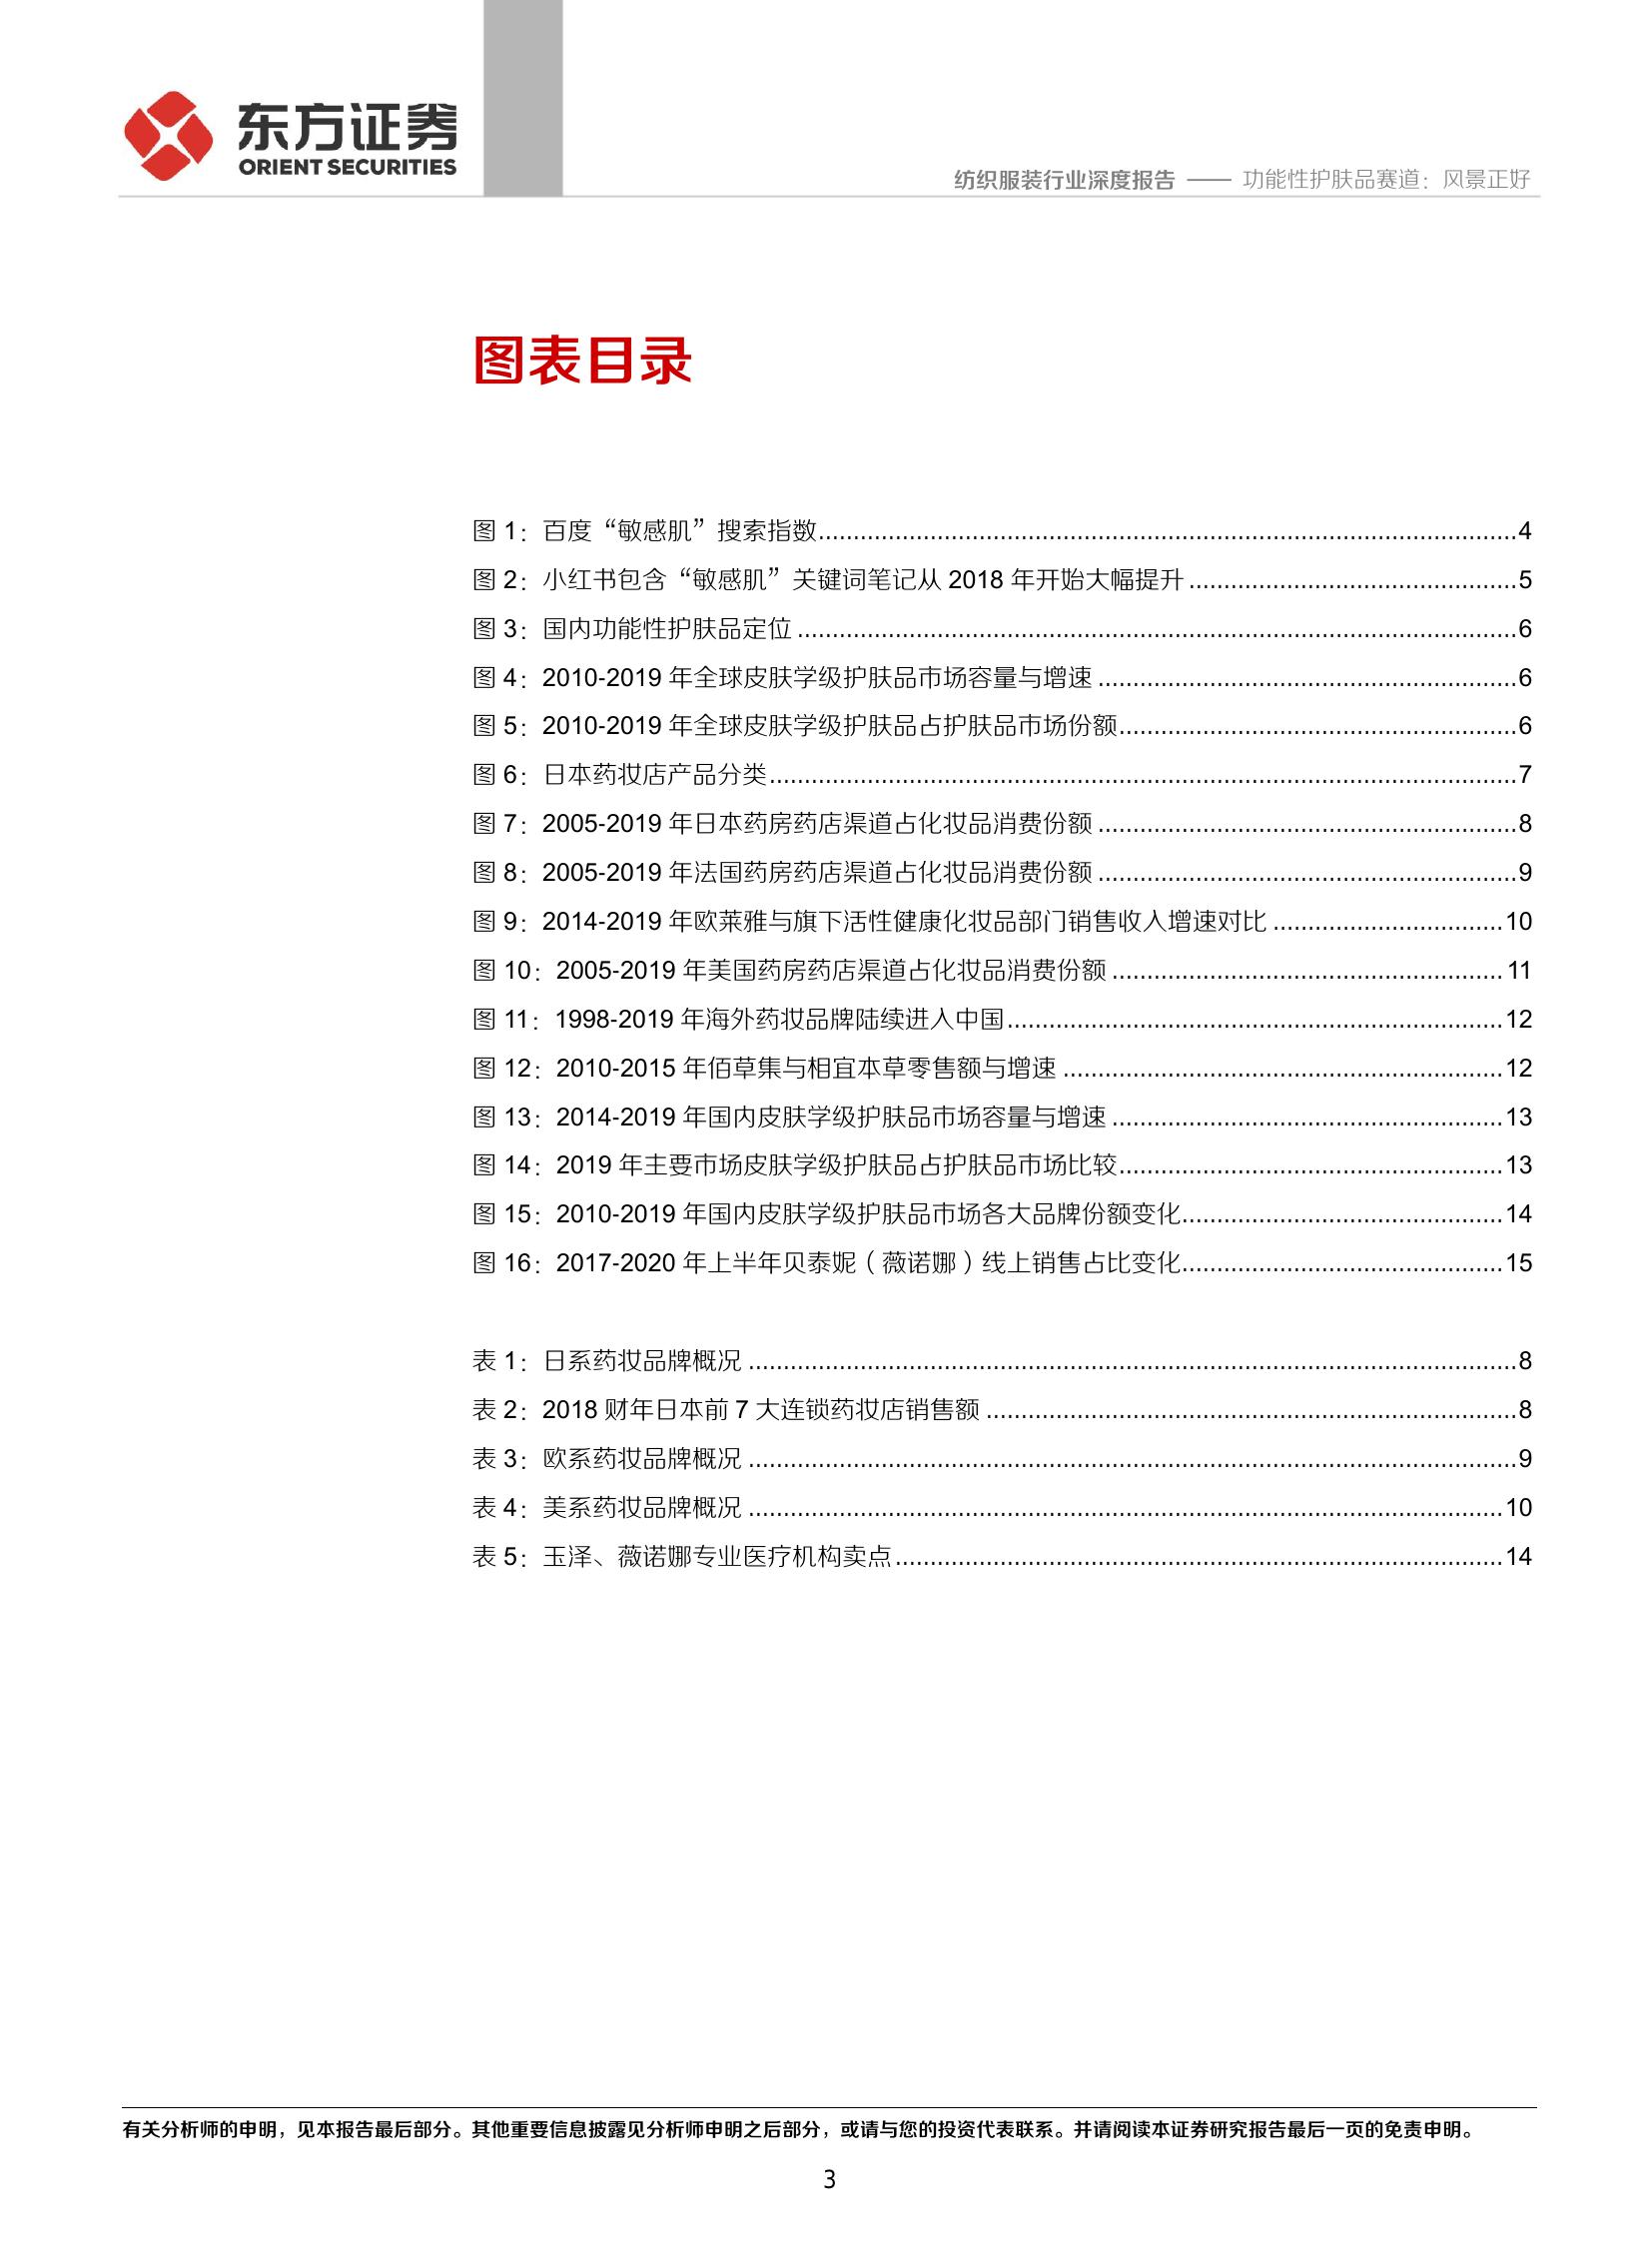 东方证券
ORIENT SECURITIES
纺织服装行业深度报告 —— 功能性护肤品赛道：风景正好
图表目录
图 1：百度“敏感肌”搜索指数....................4
图 2：小红书包含“敏感肌”关键词笔记从 2018 年开始大幅提升....................5
图 3：国内功能性护肤品定位....................6
图 4：2010-2019 年全球皮肤学级护肤品市场容量与增速....................6
图 5：2010-2019 年全球皮肤学级护肤品占护肤品市场份额....................6
图 6：日本药妆店产品分类....................7
图 7：2005-2019 年日本药房药店渠道占化妆品消费份额....................8
图 8：2005-2019 年法国药房药店渠道占化妆品消费份额....................9
图 9：2014-2019 年欧莱雅与旗下活性健康化妆品部门销售收入增速对比....................10
图 10：2005-2019 年美国药房药店渠道占化妆品消费份额....................11
图 11：1998-2019 年海外药妆品牌陆续进入中国....................12
图 12：2010-2015 年佰草集与相宜本草零售额与增速....................12
图 13：2014-2019 年国内皮肤学级护肤品市场容量与增速....................13
图 14：2019 年主要市场皮肤学级护肤品占护肤品市场比较....................13
图 15：2010-2019 年国内皮肤学级护肤品市场各大品牌份额变化....................14
图 16：2017-2020 年上半年贝泰妮（薇诺娜）线上销售占比变化....................15
表 1：日系药妆品牌概况....................8
表 2：2018 财年日本前 7 大连锁药妆店销售额....................8
表 3：欧系药妆品牌概况....................9
表 4：美系药妆品牌概况....................10
表 5：玉泽、薇诺娜专业医疗机构卖点....................14
有关分析师的申明，见本报告最后部分。其他重要信息披露见分析师申明之后部分，或请与您的投资代表联系。并请阅读本证券研究报告最后一页的免责申明。
3